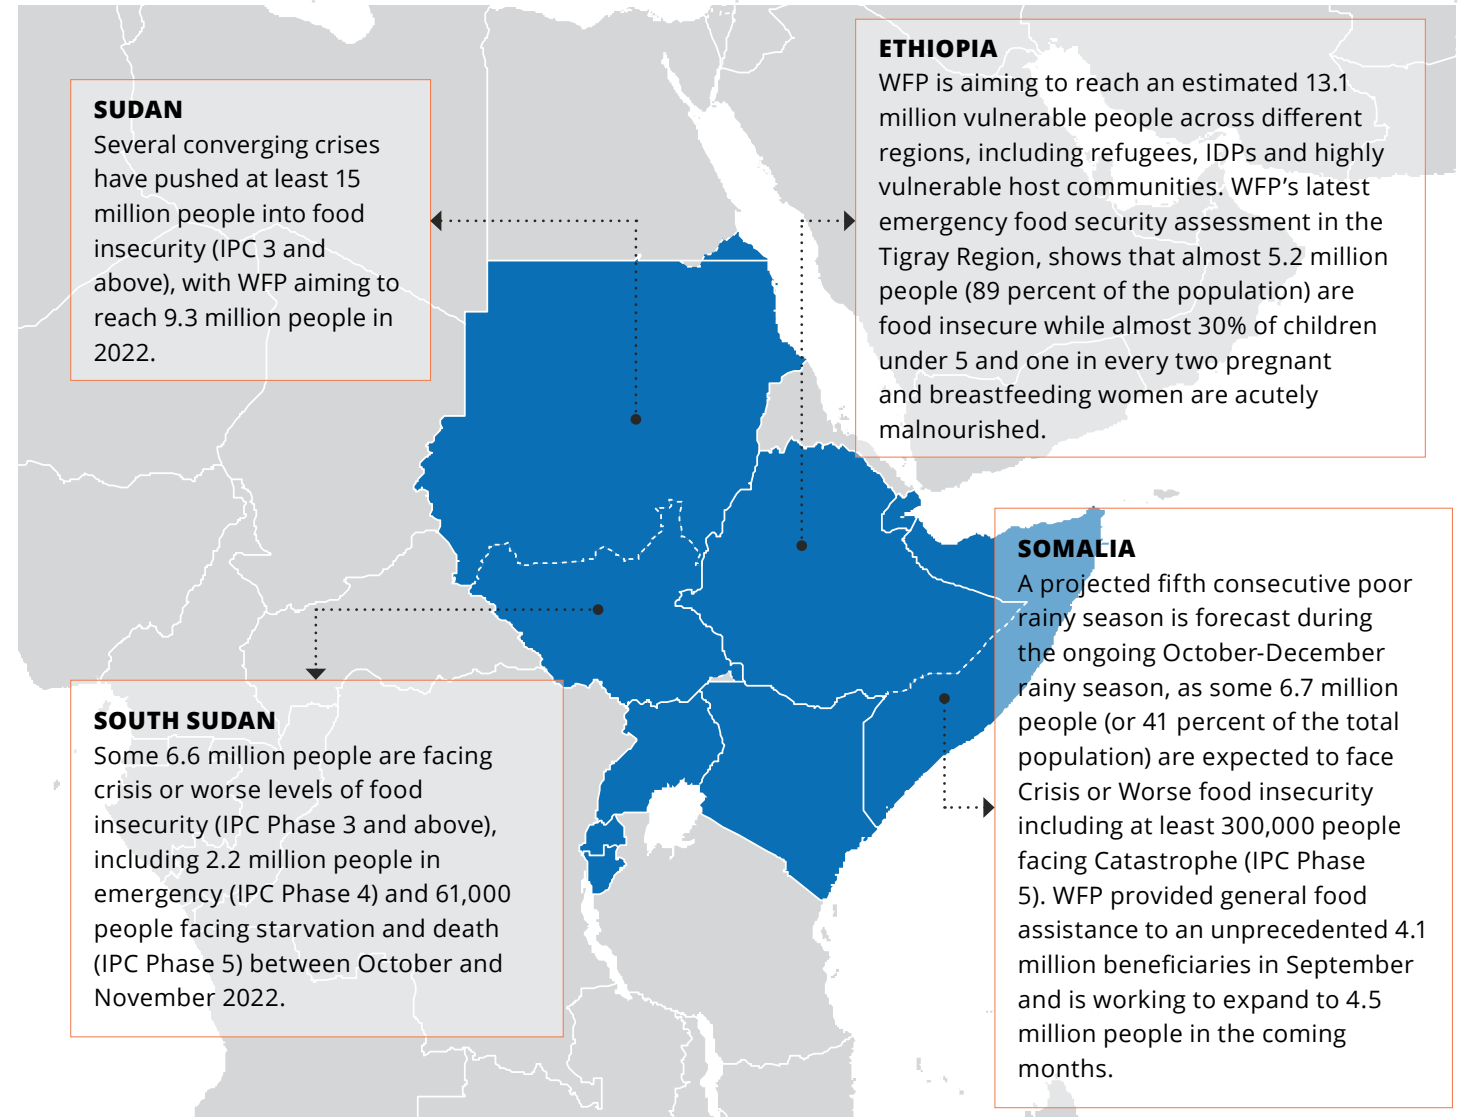 SUDAN
Several converging crises
have pushed at least 15
million people into food
insecurity (IPC 3 and
above), with WFP aiming to
reach 9.3 million people in
2022.
ETHIOPIA
WFP is aiming to reach an estimated 13.1
million vulnerable people across different
regions, including refugees, IDPs and highly
vulnerable host communities. WFP’s latest
emergency food security assessment in the
Tigray Region, shows that almost 5.2 million
people (89 percent of the population) are
food insecure while almost 30% of children
under 5 and one in every two pregnant
and breastfeeding women are acutely
malnourished.
SOUTH SUDAN
Some 6.6 million people are facing
crisis or worse levels of food
insecurity (IPC Phase 3 and above),
including 2.2 million people in
emergency (IPC Phase 4) and 61,000
people facing starvation and death
(IPC Phase 5) between October and
November 2022.
SOMALIA
A projected fifth consecutive poor
rainy season is forecast during
the ongoing October-December
rainy season, as some 6.7 million
people (or 41 percent of the total
population) are expected to face
Crisis or Worse food insecurity
including at least 300,000 people
facing Catastrophe (IPC Phase
5). WFP provided general food
assistance to an unprecedented 4.1
million beneficiaries in September
and is working to expand to 4.5
million people in the coming
months.